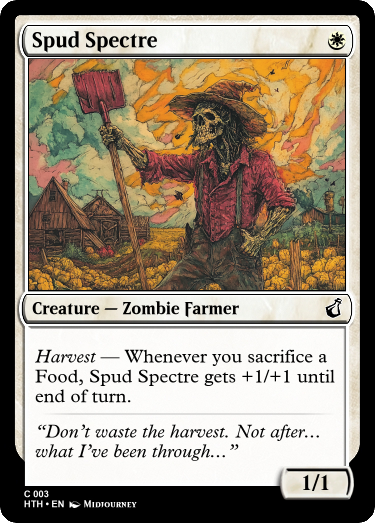 Spud Spectre
Creature — Zombie Farmer
Harvest — Whenever you sacrifice a
Food, Spud Spectre gets +1/+1 until
end of turn.
“Don’t waste the harvest. Not after…
what I’ve been through…”
1/1
C 003
HTH • EN Midjourney